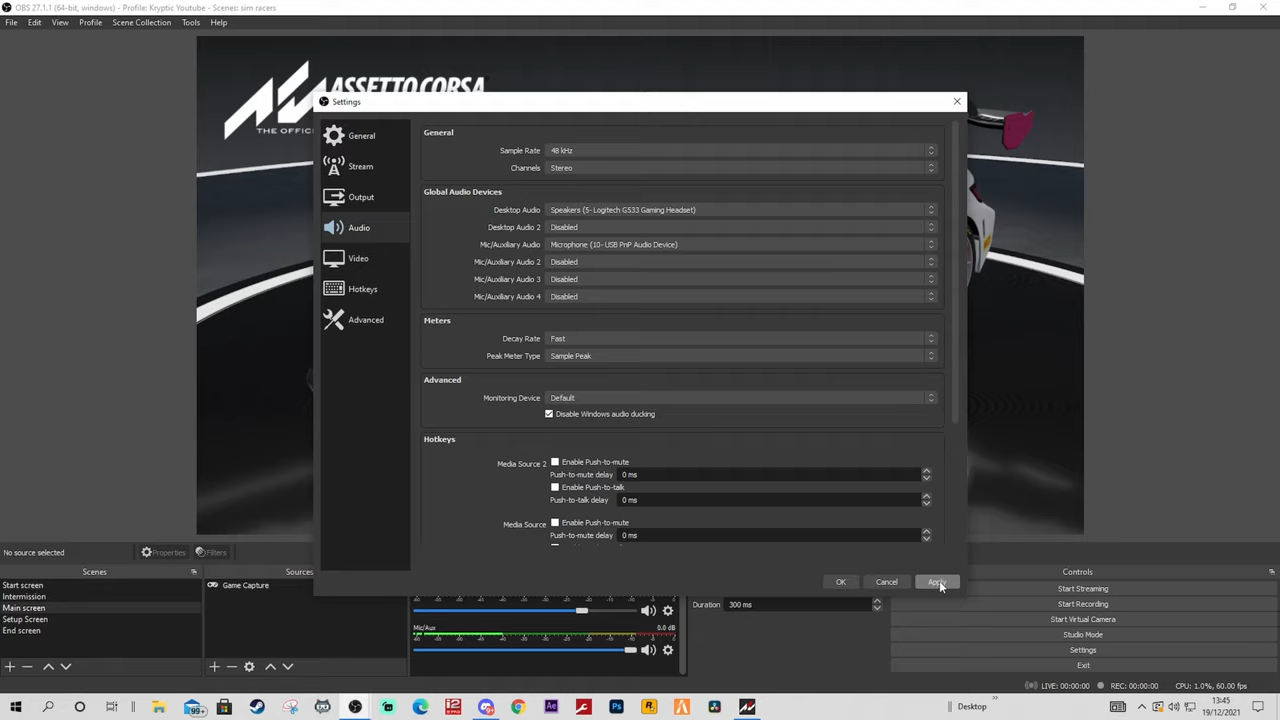 OBS 27.1.1 (64-bit, windows) - Profile: Kryptic Youtube - Scenes: sim racers
File Edit View Profile Scene Collection Tools Help
ASSETTO CORSA
THE OFFICI
Settings
General
Stream
Output
Audio
Video
Hotkeys
Advanced
General
Sample Rate 48 kHz
Channels Stereo
Global Audio Devices
Desktop Audio Speakers (5- Logitech G533 Gaming Headset)
Desktop Audio 2 Disabled
Mic/Auxiliary Audio Microphone (10- USB PnP Audio Device)
Mic/Auxiliary Audio 2 Disabled
Mic/Auxiliary Audio 3 Disabled
Mic/Auxiliary Audio 4 Disabled
Meters
Decay Rate Fast
Peak Meter Type Sample Peak
Advanced
Monitoring Device Default
Disable Windows audio ducking
Hotkeys
Media Source 2 Enable Push-to-mute
Push-to-mute delay 0 ms
Enable Push-to-talk
Push-to-talk delay 0 ms
Media Source Enable Push-to-mute
Push-to-mute delay 0 ms
OK Cancel Apply
No source selected Properties Filters
Scenes
Start screen
Intermission
Main screen
Setup Screen
End screen
Sources
Game Capture
Mic/Aux 0.0 dB
Duration 300 ms
Controls
Start Streaming
Start Recording
Start Virtual Camera
Studio Mode
Settings
Exit
LIVE: 00:00:00 REC: 00:00:00 CPU: 1.0%, 60.00 fps
99+
Ae
12
Ps
R
Desktop
13:45
19/12/2021